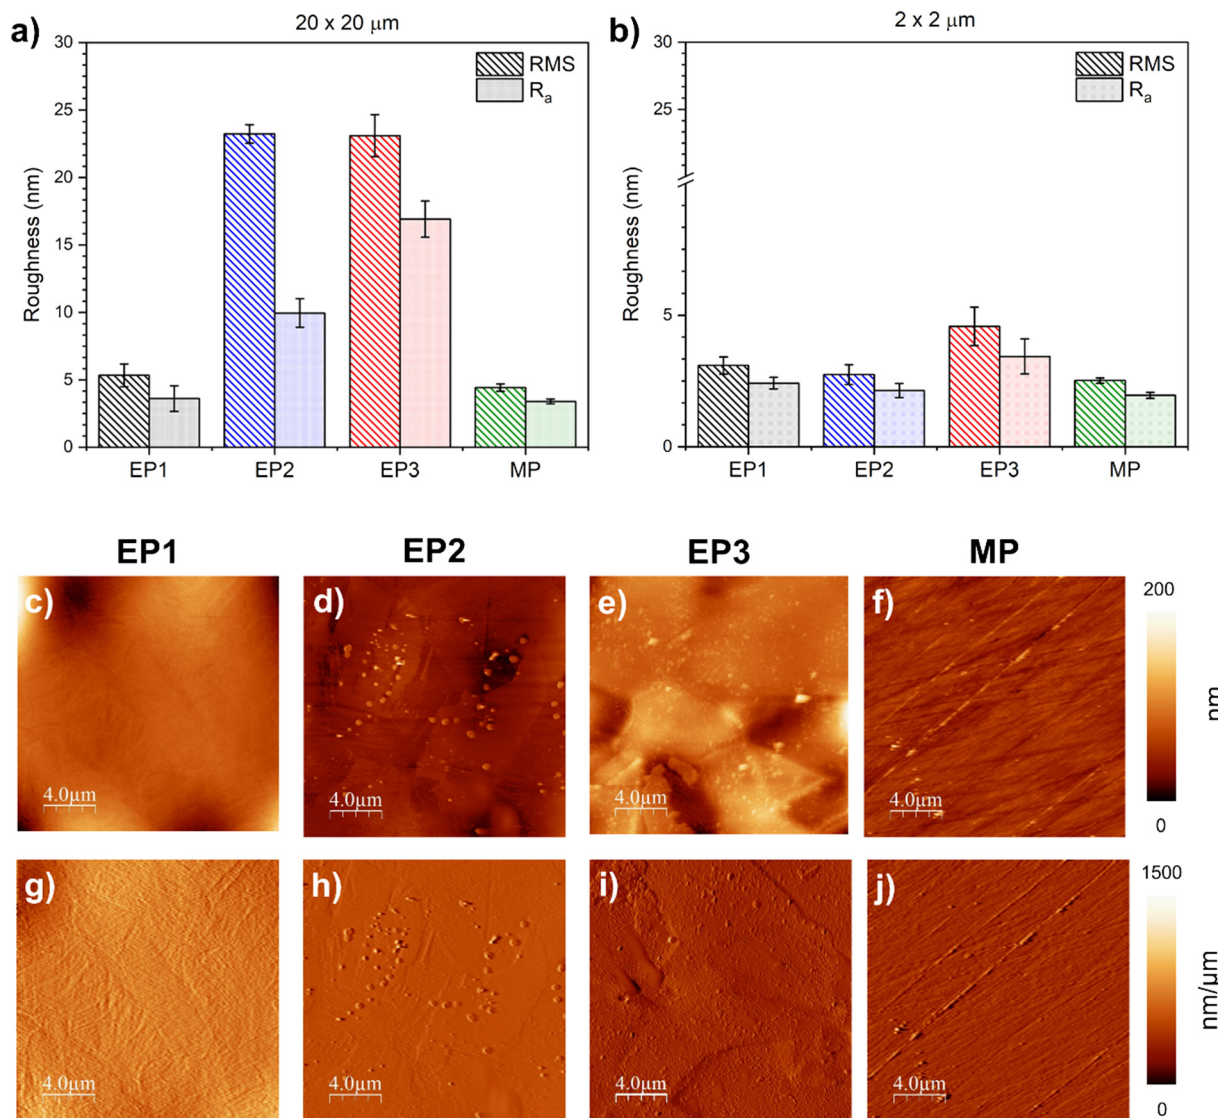 a)
20 x 20 μm
30
25
20
15
10
5
0
Roughness (nm)
RMS
Ra
EP1 EP2 EP3 MP
b)
2 x 2 μm
30
25
5
0
Roughness (nm)
RMS
Ra
EP1 EP2 EP3 MP
EP1 EP2 EP3 MP
c) d) e) f)
4.0μm 4.0μm 4.0μm 4.0μm
200
nm
0
g) h) i) j)
4.0μm 4.0μm 4.0μm 4.0μm
1500
nm/μm
0